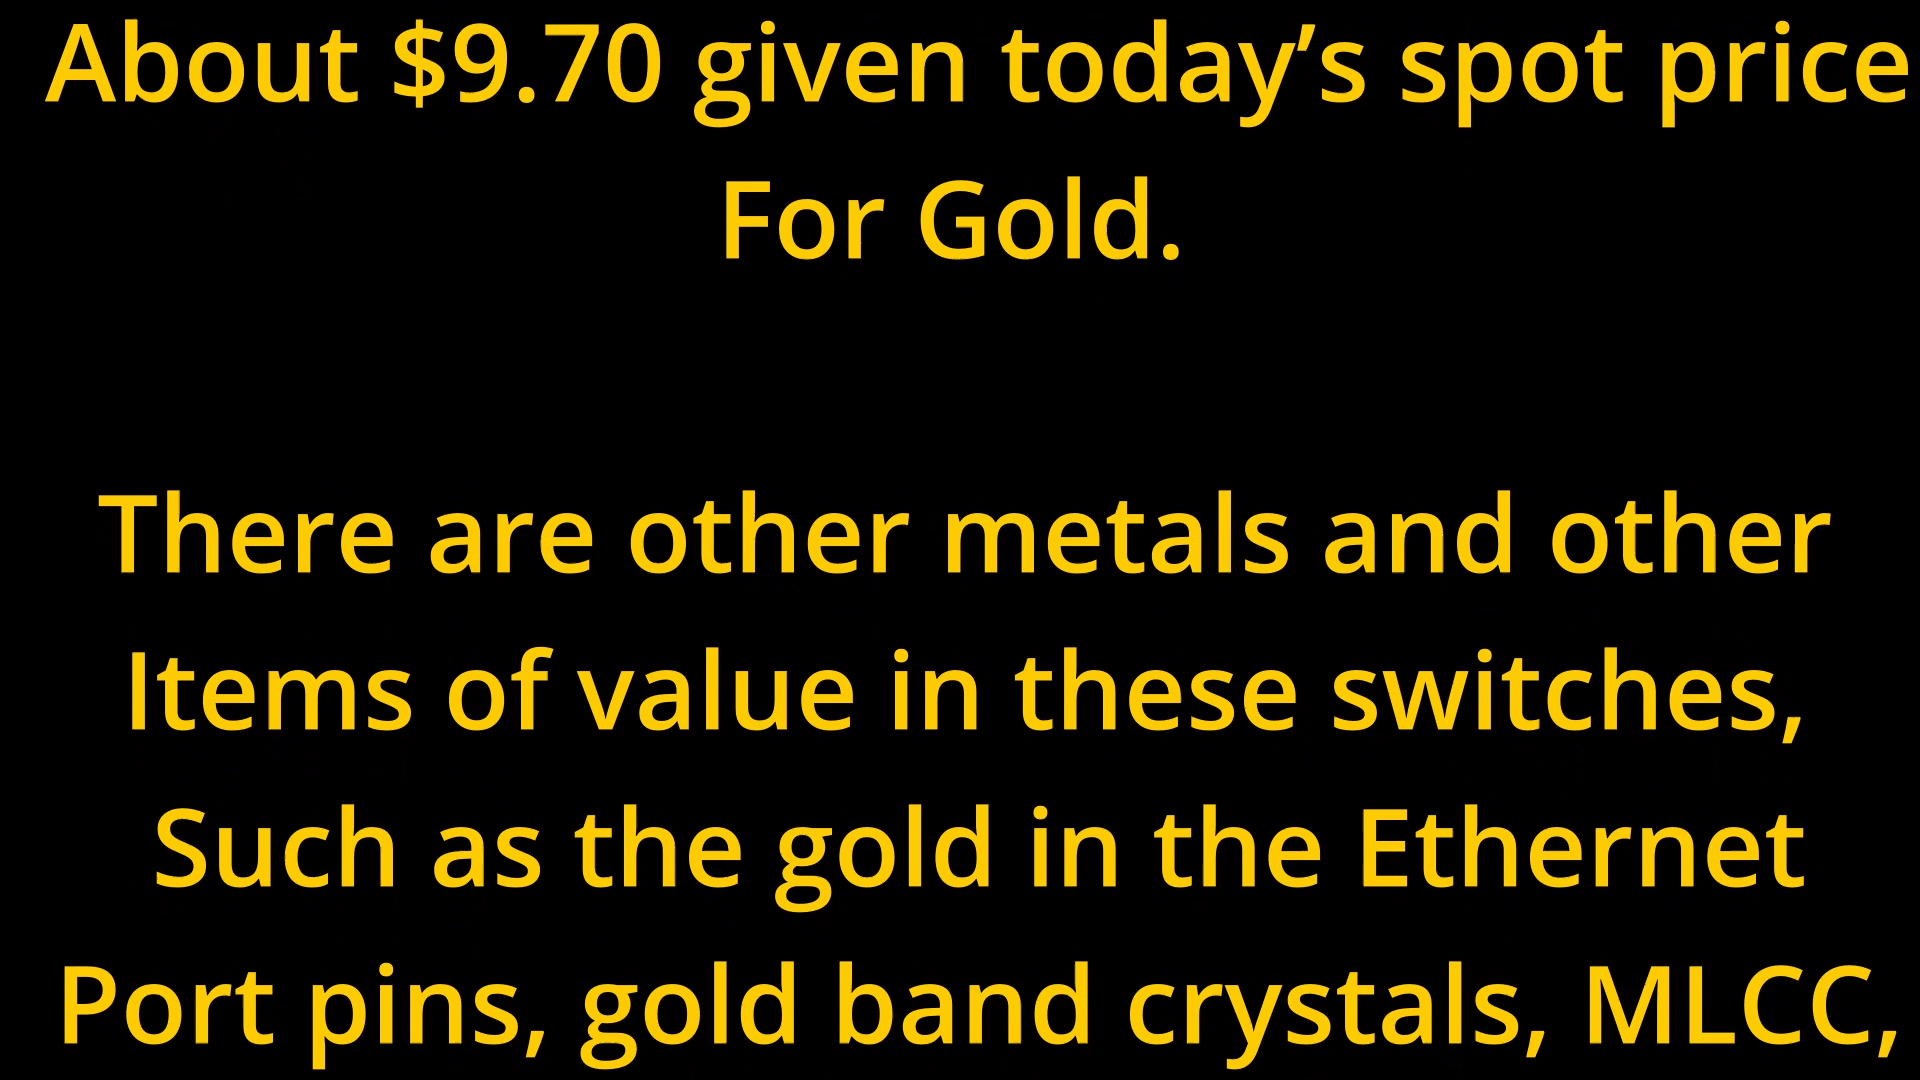 About $9.70 given today’s spot price
For Gold.
There are other metals and other
Items of value in these switches,
Such as the gold in the Ethernet
Port pins, gold band crystals, MLCC,